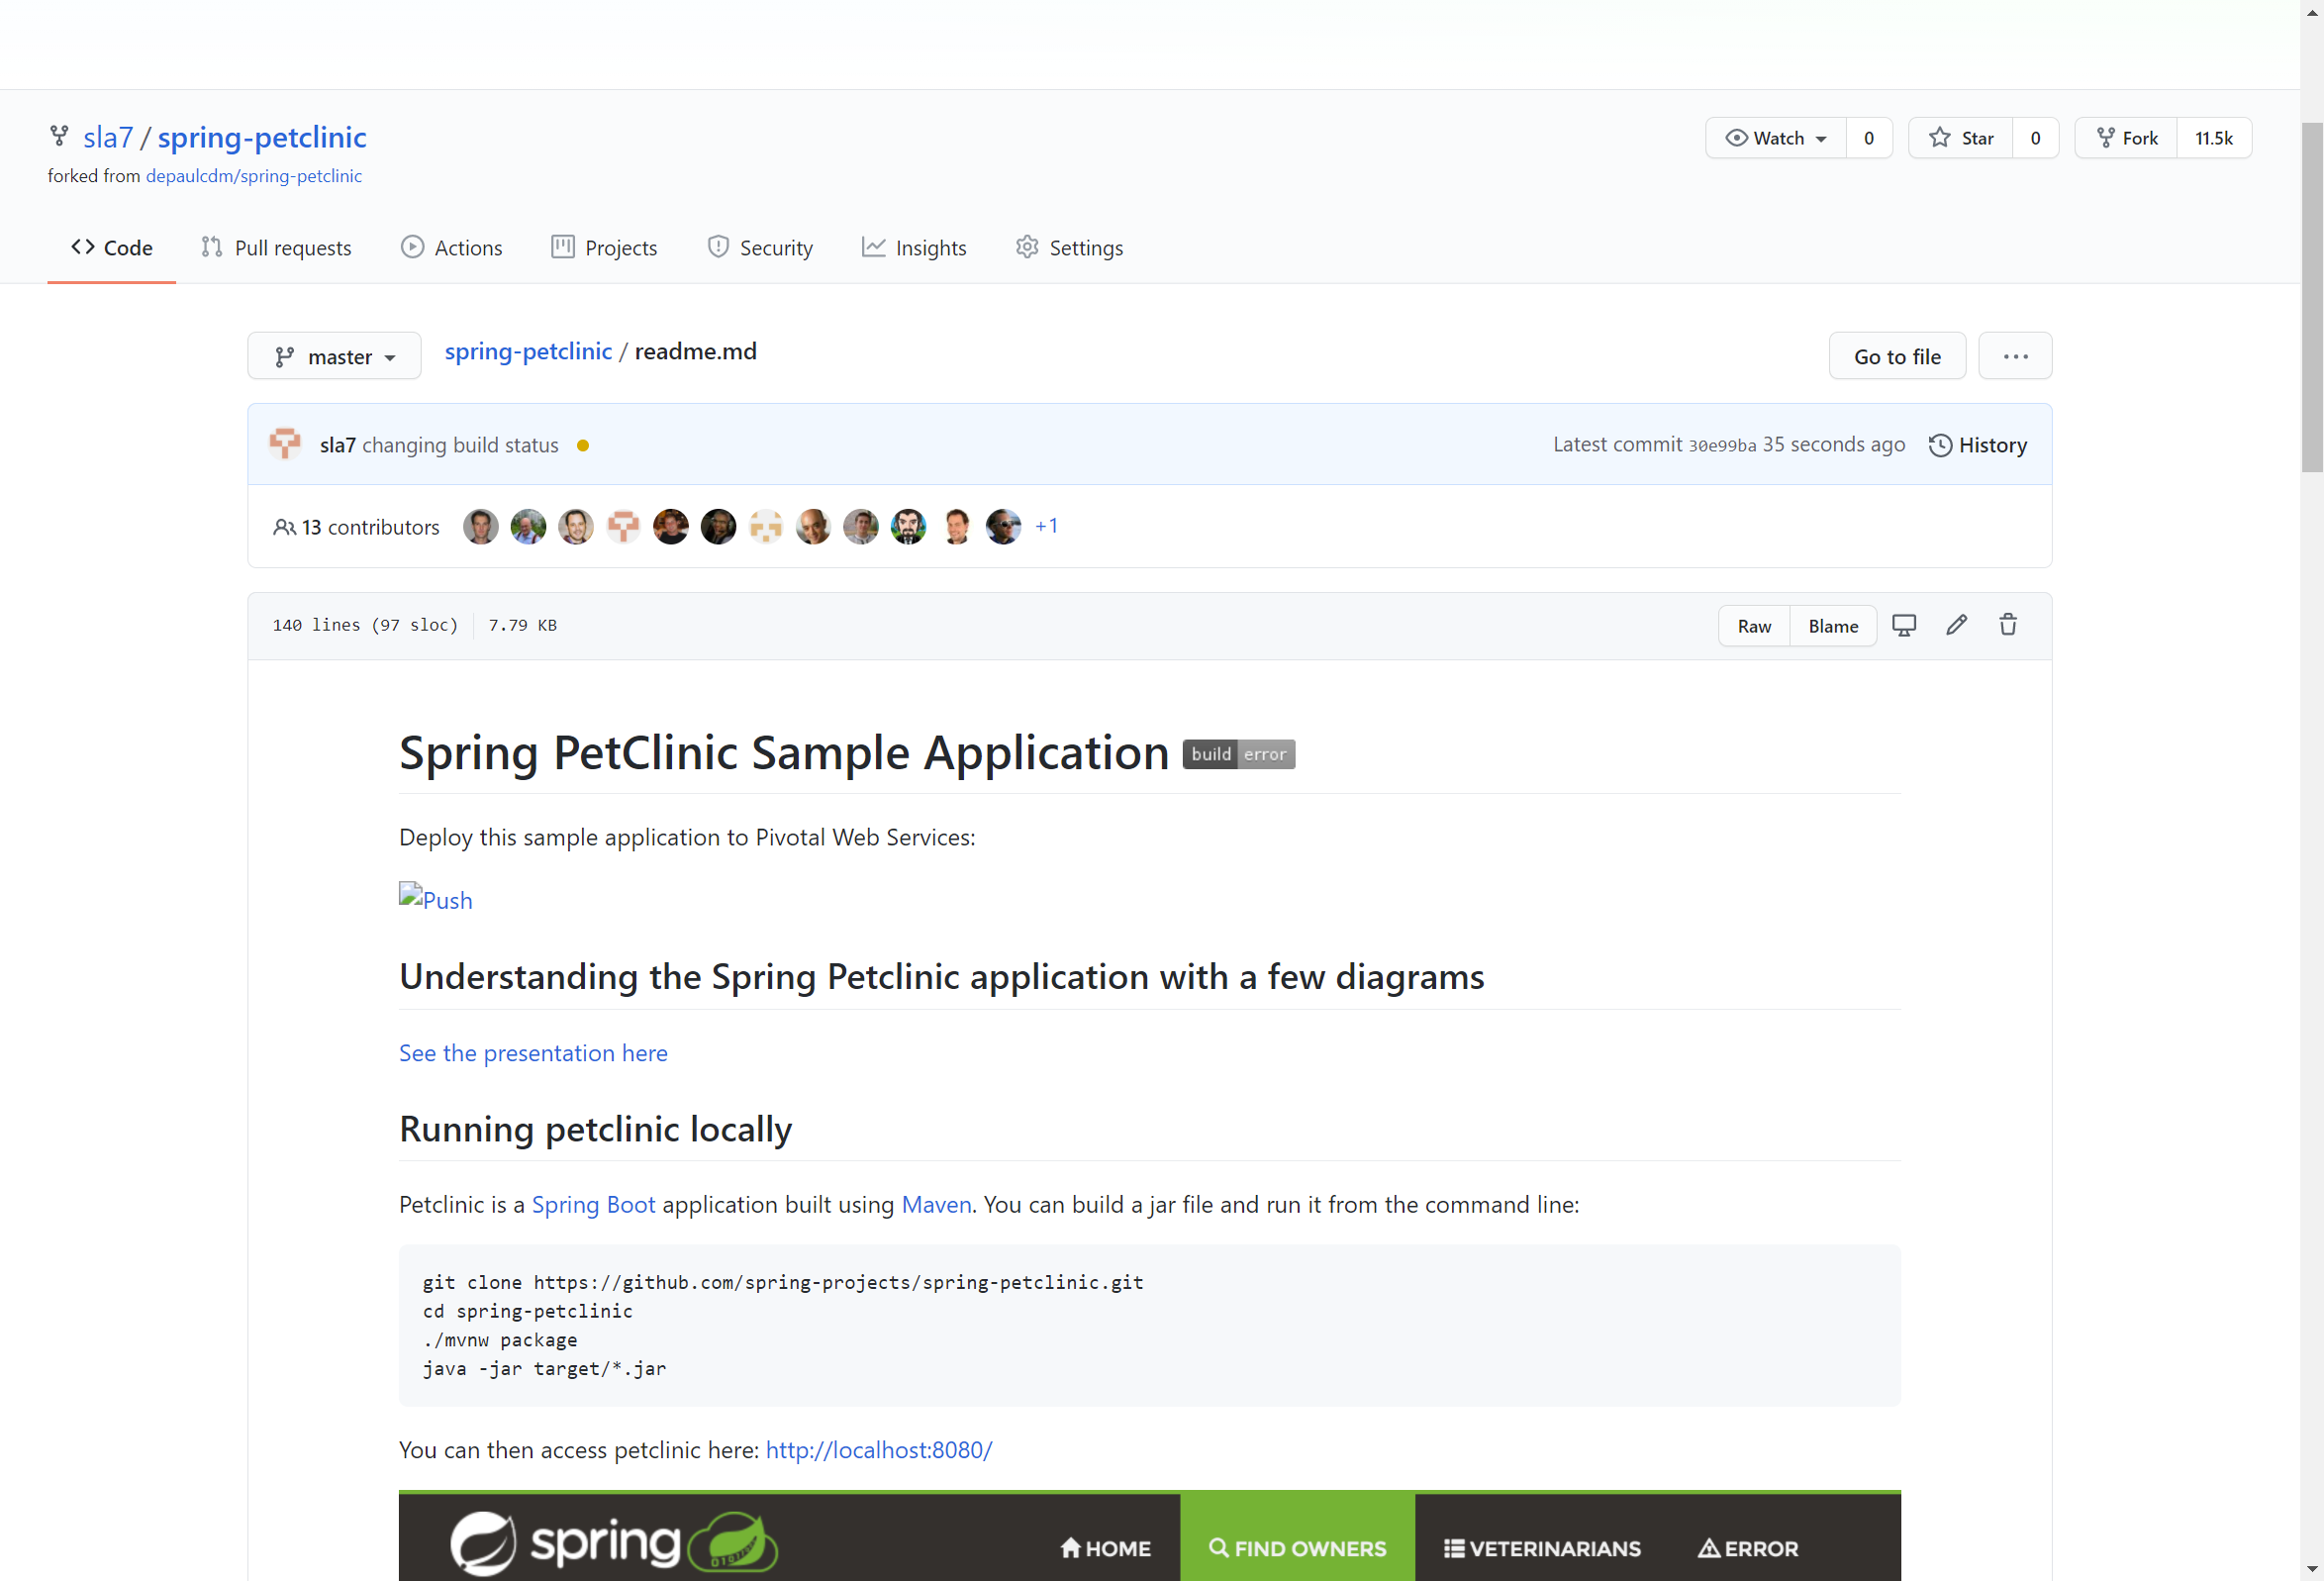 sla7 / spring-petclinic
Watch 0 Star 0 Fork 11.5k
forked from depaulcdm/spring-petclinic
Code Pull requests Actions Projects Security Insights Settings
master spring-petclinic / readme.md Go to file
sla7 changing build status Latest commit 30e99ba 35 seconds ago History
13 contributors +1
140 lines (97 sloc) 7.79 KB Raw Blame
Spring PetClinic Sample Application build error
Deploy this sample application to Pivotal Web Services:
Push
Understanding the Spring Petclinic application with a few diagrams
See the presentation here
Running petclinic locally
Petclinic is a Spring Boot application built using Maven. You can build a jar file and run it from the command line:
git clone https://github.com/spring-projects/spring-petclinic.git
cd spring-petclinic
./mvnw package
java -jar target/*.jar
You can then access petclinic here: http://localhost:8080/
spring HOME FIND OWNERS VETERINARIANS ERROR